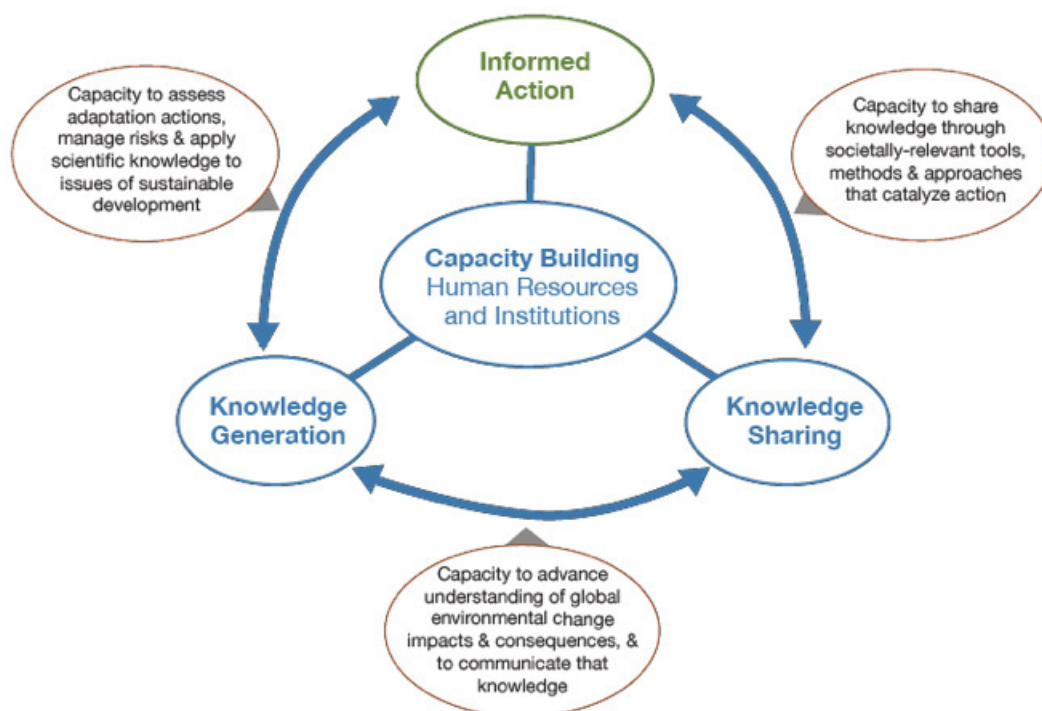 Informed
Action
Capacity to assess
adaptation actions,
manage risks & apply
scientific knowledge to
issues of sustainable
development
Capacity to share
knowledge through
societally-relevant tools,
methods & approaches
that catalyze action
Capacity Building
Human Resources
and Institutions
Knowledge
Generation
Knowledge
Sharing
Capacity to advance
understanding of global
environmental change
impacts & consequences, &
to communicate that
knowledge